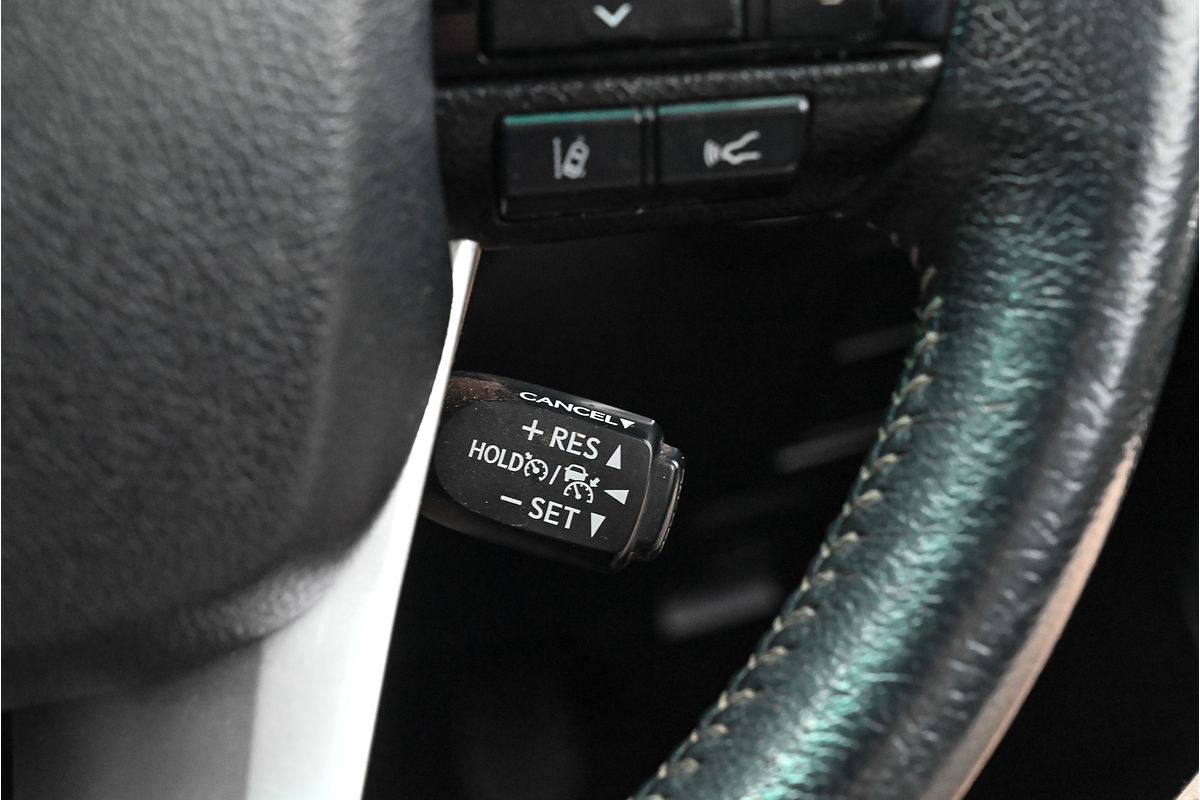 CANCEL▼
+ RES ▲
HOLD / ◀
− SET ▼